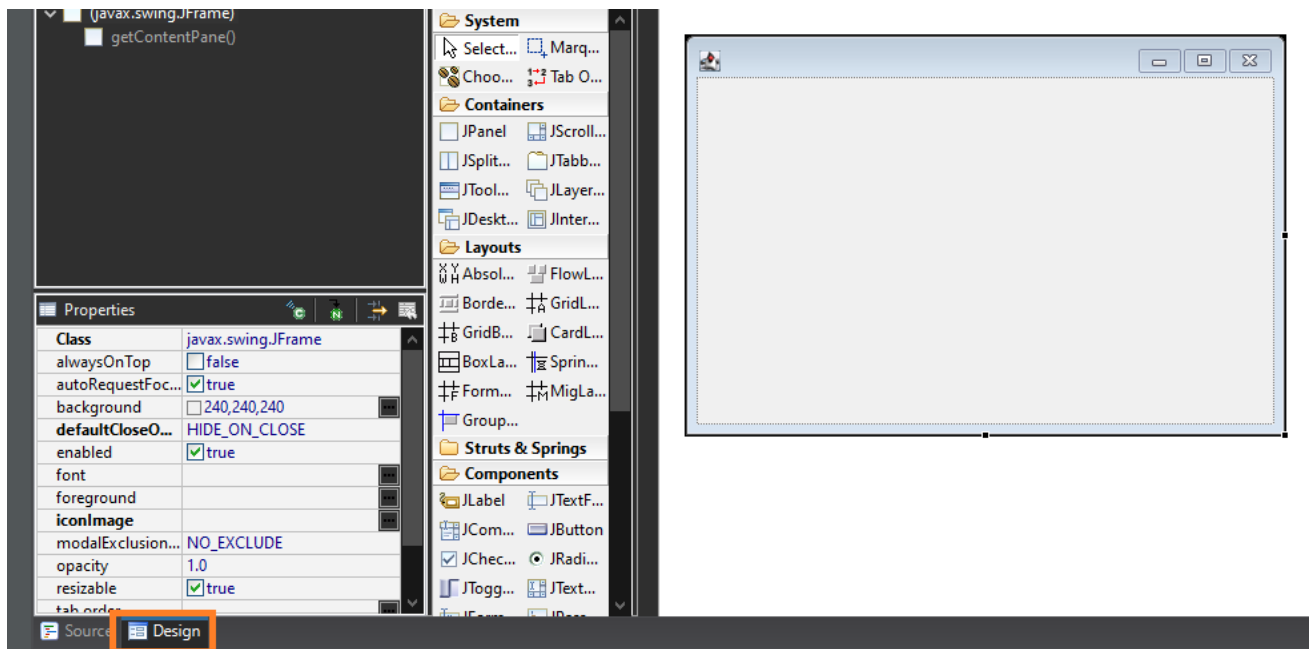 (javax.swing.JFrame)
getContentPane()
Properties
Class javax.swing.JFrame
alwaysOnTop false
autoRequestFoc... true
background 240,240,240
defaultCloseO... HIDE_ON_CLOSE
enabled true
font
foreground
iconImage
modalExclusion... NO_EXCLUDE
opacity 1.0
resizable true
tab order
System
Select... Marq...
Choo... Tab O...
Containers
JPanel JScroll...
JSplit... JTabb...
JTool... JLayer...
JDeskt... JInter...
Layouts
Absol... FlowL...
Borde... GridL...
GridB... CardL...
BoxLa... Sprin...
Form... MigLa...
Group...
Struts & Springs
Components
JLabel JTextF...
JCom... JButton
JChec... JRadi...
JTogg... JText...
Source Design